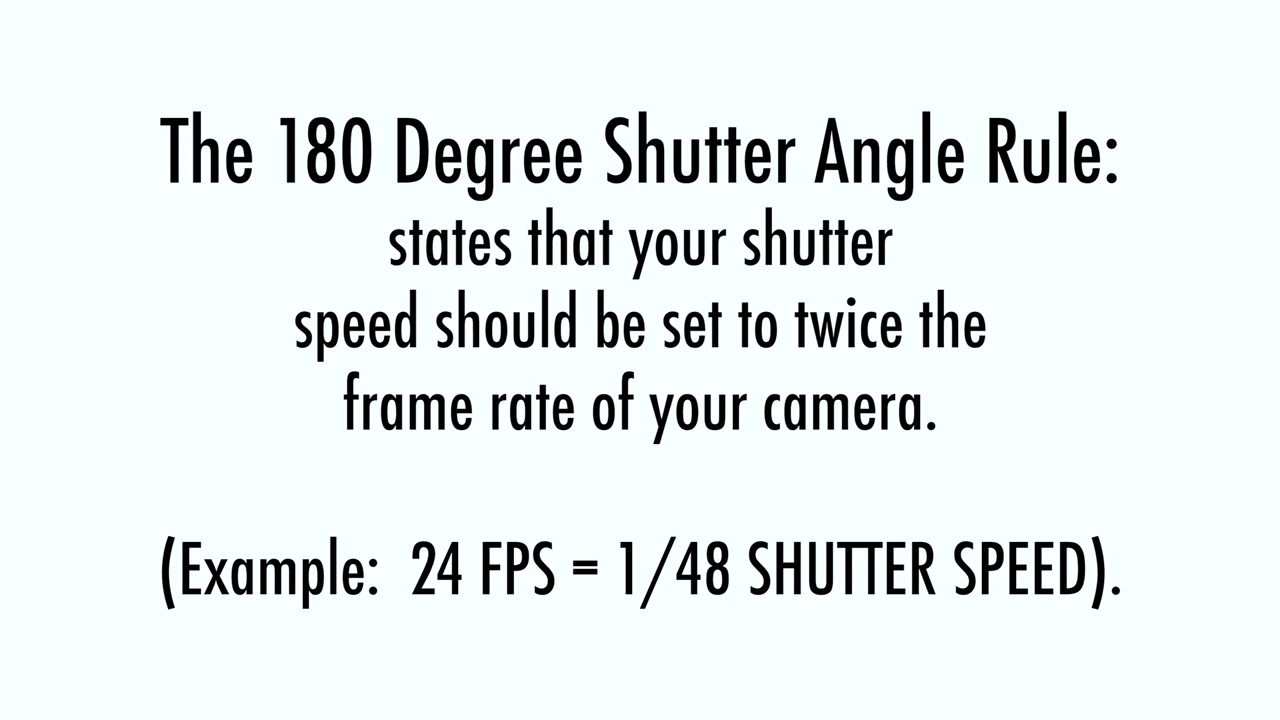 The 180 Degree Shutter Angle Rule:
states that your shutter
speed should be set to twice the
frame rate of your camera.
(Example:  24 FPS = 1/48 SHUTTER SPEED).